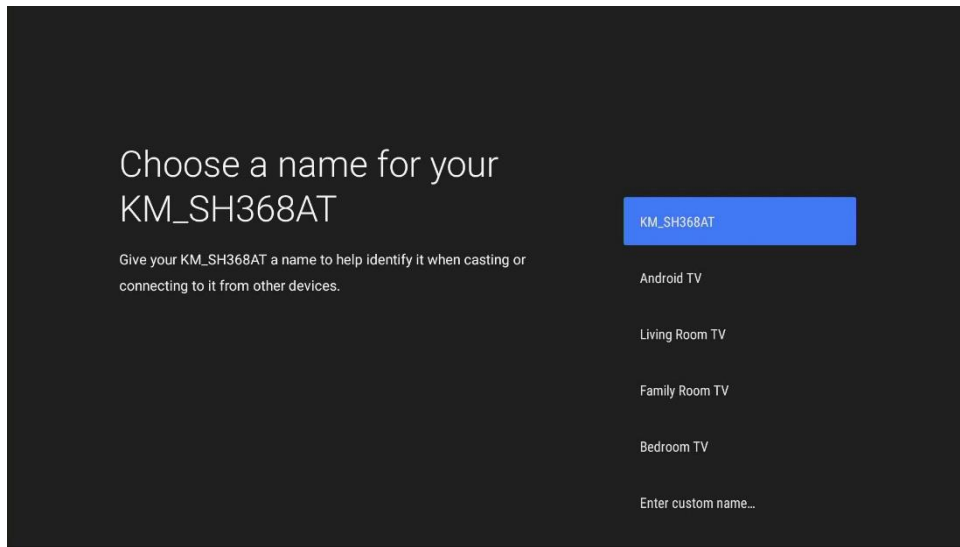 Choose a name for your
KM_SH368AT
Give your KM_SH368AT a name to help identify it when casting or
connecting to it from other devices.
KM_SH368AT
Android TV
Living Room TV
Family Room TV
Bedroom TV
Enter custom name…